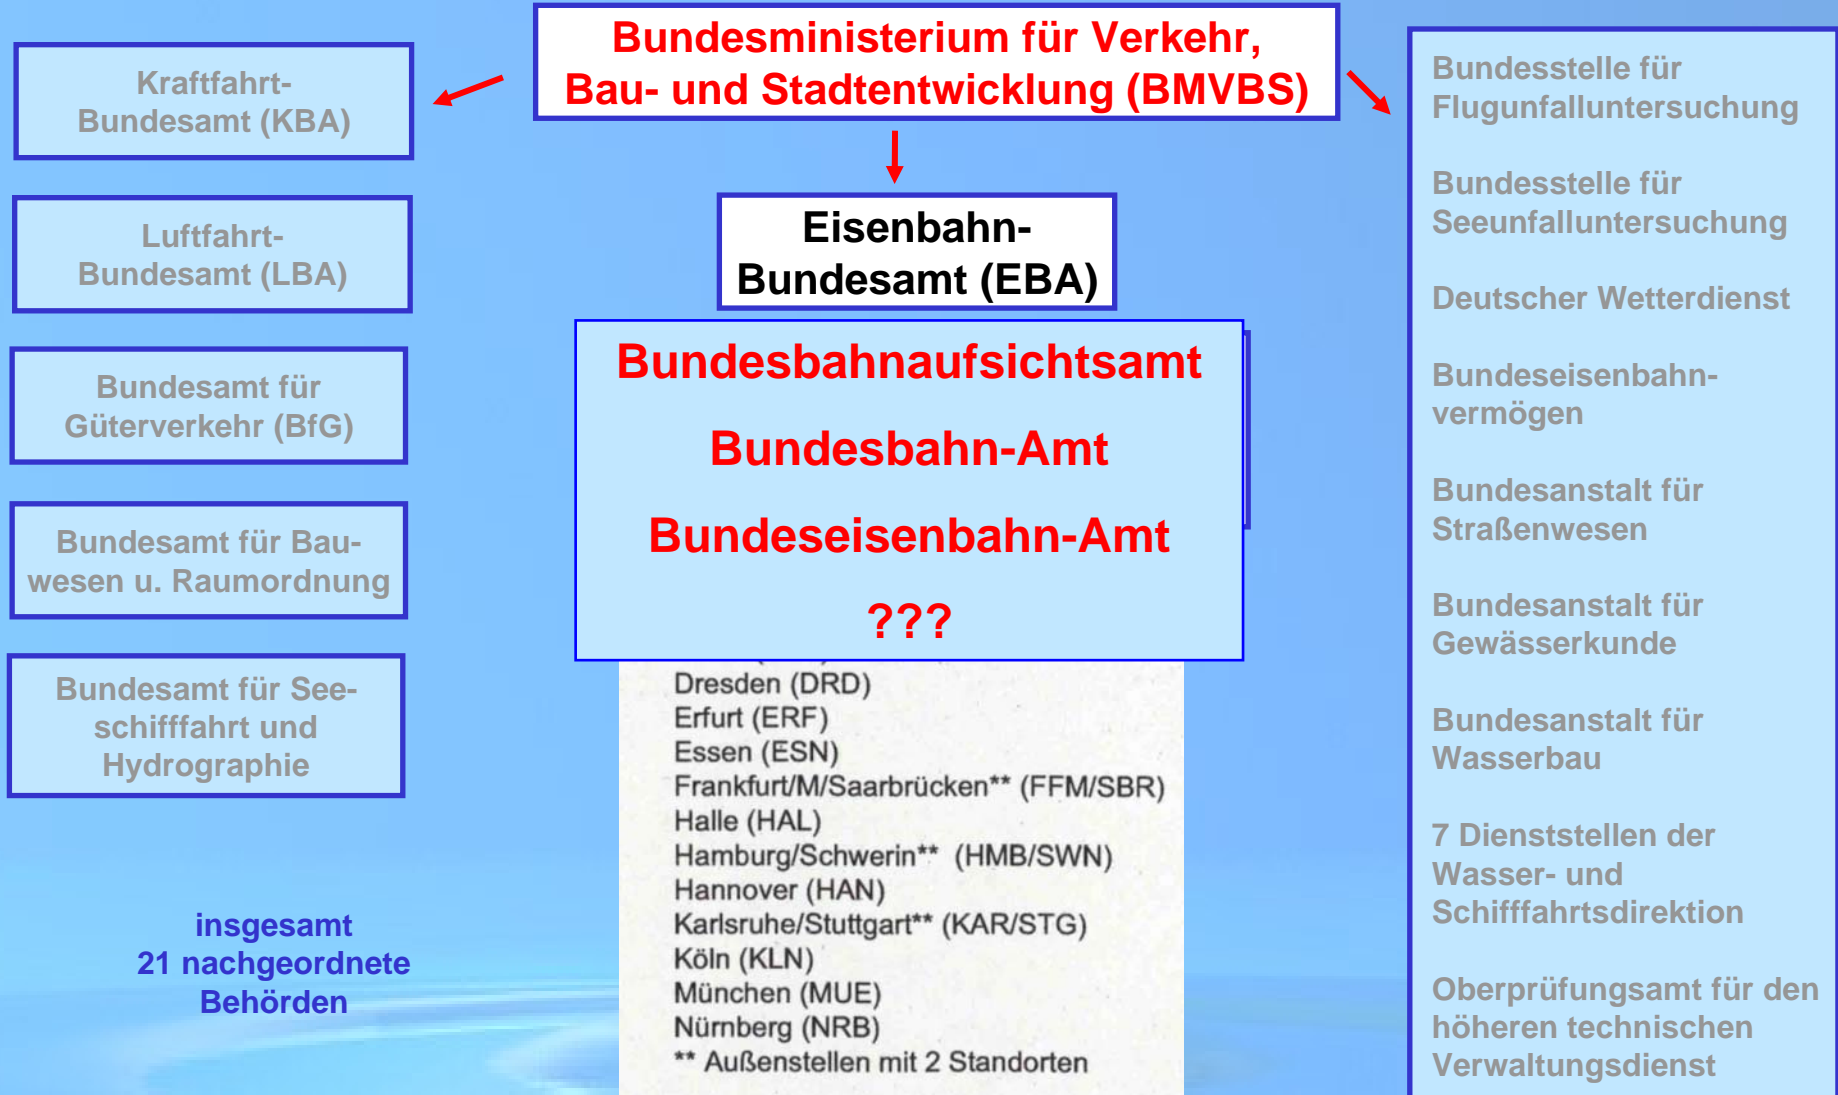 Bundesministerium für Verkehr,
Bau- und Stadtentwicklung (BMVBS)
Kraftfahrt-
Bundesamt (KBA)
Luftfahrt-
Bundesamt (LBA)
Bundesamt für
Güterverkehr (BfG)
Bundesamt für Bau-
wesen u. Raumordnung
Bundesamt für See-
schifffahrt und
Hydrographie
insgesamt
21 nachgeordnete
Behörden
Eisenbahn-
Bundesamt (EBA)
Bundesbahnaufsichtsamt
Bundesbahn-Amt
Bundeseisenbahn-Amt
???
Dresden (DRD)
Erfurt (ERF)
Essen (ESN)
Frankfurt/M/Saarbrücken** (FFM/SBR)
Halle (HAL)
Hamburg/Schwerin** (HMB/SWN)
Hannover (HAN)
Karlsruhe/Stuttgart** (KAR/STG)
Köln (KLN)
München (MUE)
Nürnberg (NRB)
** Außenstellen mit 2 Standorten
Bundesstelle für
Flugunfalluntersuchung
Bundesstelle für
Seeunfalluntersuchung
Deutscher Wetterdienst
Bundeseisenbahn-
vermögen
Bundesanstalt für
Straßenwesen
Bundesanstalt für
Gewässerkunde
Bundesanstalt für
Wasserbau
7 Dienststellen der
Wasser- und
Schifffahrtsdirektion
Oberprüfungsamt für den
höheren technischen
Verwaltungsdienst